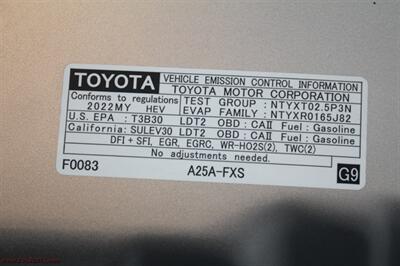 TOYOTA
VEHICLE EMISSION CONTROL INFORMATION
TOYOTA MOTOR CORPORATION
Conforms to regulations
2022MY HEV
TEST GROUP : NTYXT02.5P3N
EVAP FAMILY : NTYXR0165J82
U.S. EPA : T3B30 LDT2 OBD : CAⅡ Fuel : Gasoline
California: SULEV30 LDT2 OBD : CAⅡ Fuel : Gasoline
DFI + SFI, EGR, EGRC, WR-HO2S(2), TWC(2)
No adjustments needed.
F0083 A25A-FXS G9